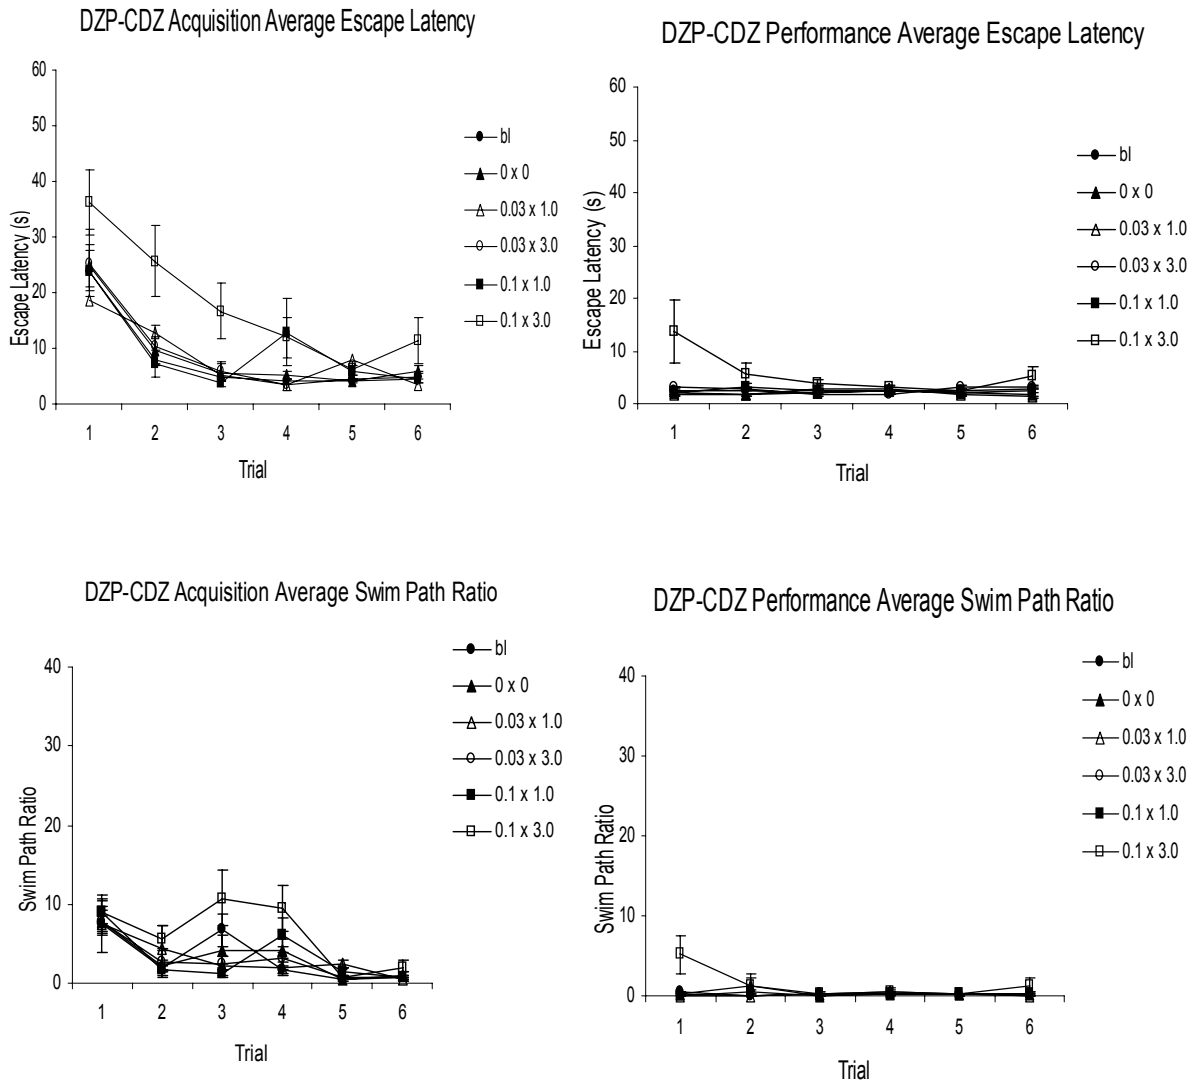 DZP-CDZ Acquisition Average Escape Latency
60
50
40
30
20
10
0
Escape Latency (s)
1 2 3 4 5 6
Trial
bl
0 x 0
0.03 x 1.0
0.03 x 3.0
0.1 x 1.0
0.1 x 3.0
DZP-CDZ Performance Average Escape Latency
60
50
40
30
20
10
0
Escape Latency (s)
1 2 3 4 5 6
Trial
bl
0 x 0
0.03 x 1.0
0.03 x 3.0
0.1 x 1.0
0.1 x 3.0
DZP-CDZ Acquisition Average Swim Path Ratio
40
30
20
10
0
Swim Path Ratio
1 2 3 4 5 6
Trial
bl
0 x 0
0.03 x 1.0
0.03 x 3.0
0.1 x 1.0
0.1 x 3.0
DZP-CDZ Performance Average Swim Path Ratio
40
30
20
10
0
Swim Path Ratio
1 2 3 4 5 6
Trial
bl
0 x 0
0.03 x 1.0
0.03 x 3.0
0.1 x 1.0
0.1 x 3.0